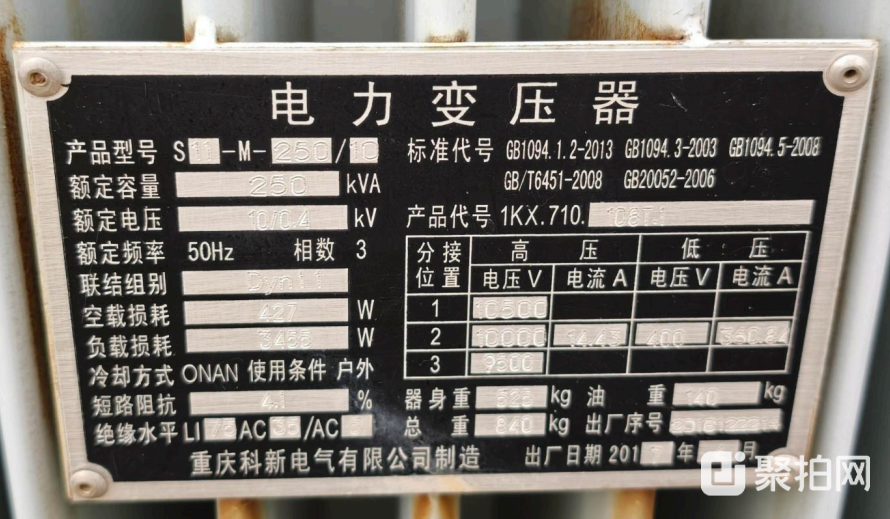 电力变压器
产品型号 S11-M-250/10 标准代号 GB1094.1.2-2013 GB1094.3-2003 GB1094.5-2008
额定容量 250 kVA GB/T6451-2008 GB20052-2006
额定电压 10/0.4 kV 产品代号 1KX.710.
额定频率 50Hz 相数 3 分接位置 高压 低压
联结组别 Dyn11 电压V 电流A 电压V 电流A
空载损耗 427 W 1 10500
负载损耗 W 2 10000 14.43 400 360.84
冷却方式 ONAN 使用条件 户外 3 9500
短路阻抗 4.1 % 器身重 525 kg 油重 140 kg
绝缘水平 LI75AC35/AC 总重 840 kg 出厂序号
重庆科新电气有限公司制造 出厂日期 201 年 月
聚拍网